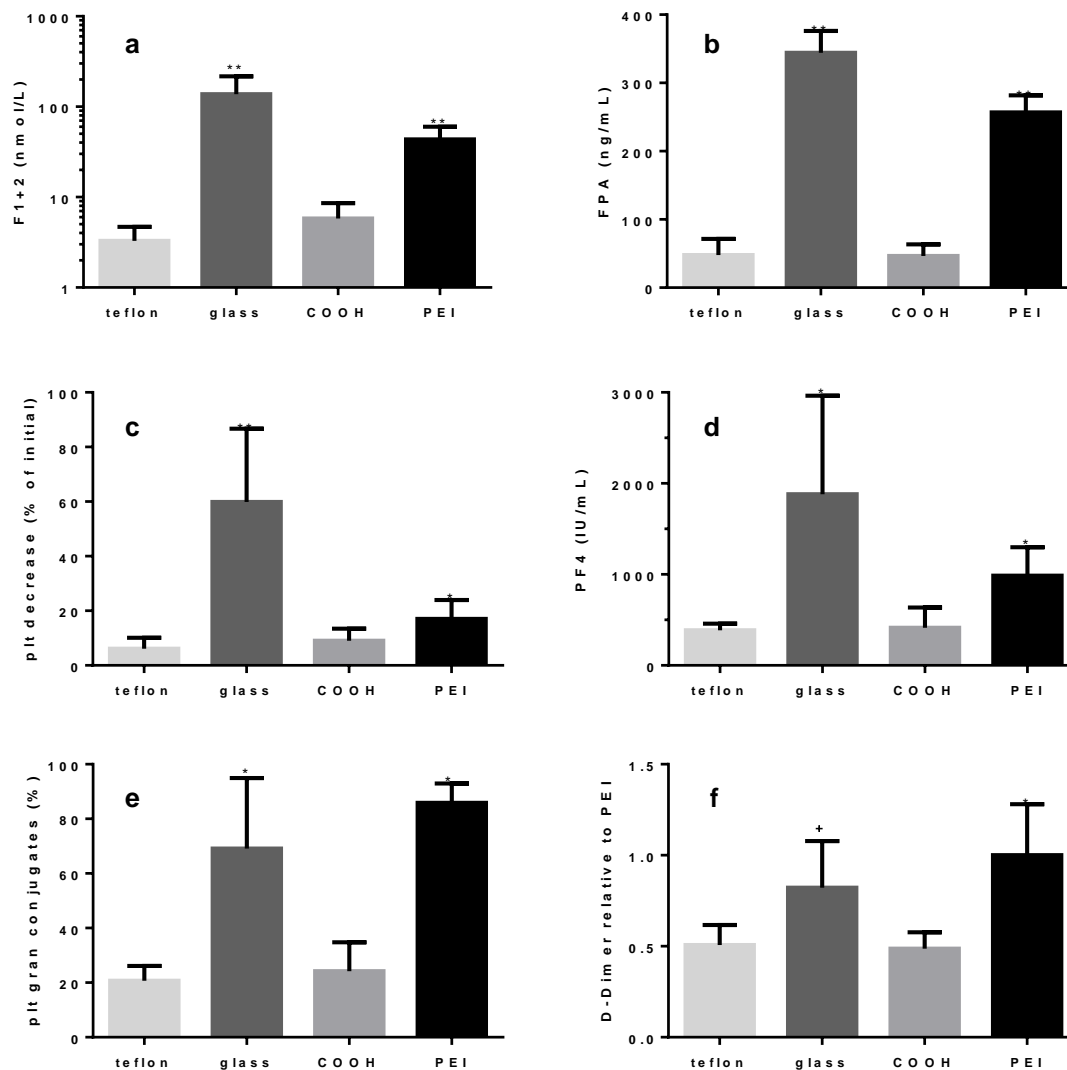 a
F1+2 (nmol/L)
1000
100
10
1
**
**
teflon glass COOH PEI
b
FPA (ng/mL)
400
300
200
100
0
**
**
teflon glass COOH PEI
c
plt decrease (% of initial)
100
80
60
40
20
0
**
*
teflon glass COOH PEI
d
PF4 (IU/mL)
3000
2000
1000
0
*
*
teflon glass COOH PEI
e
plt gran conjugates (%)
100
80
60
40
20
0
*
*
teflon glass COOH PEI
f
D-Dimer relative to PEI
1.5
1.0
0.5
0.0
+
*
teflon glass COOH PEI